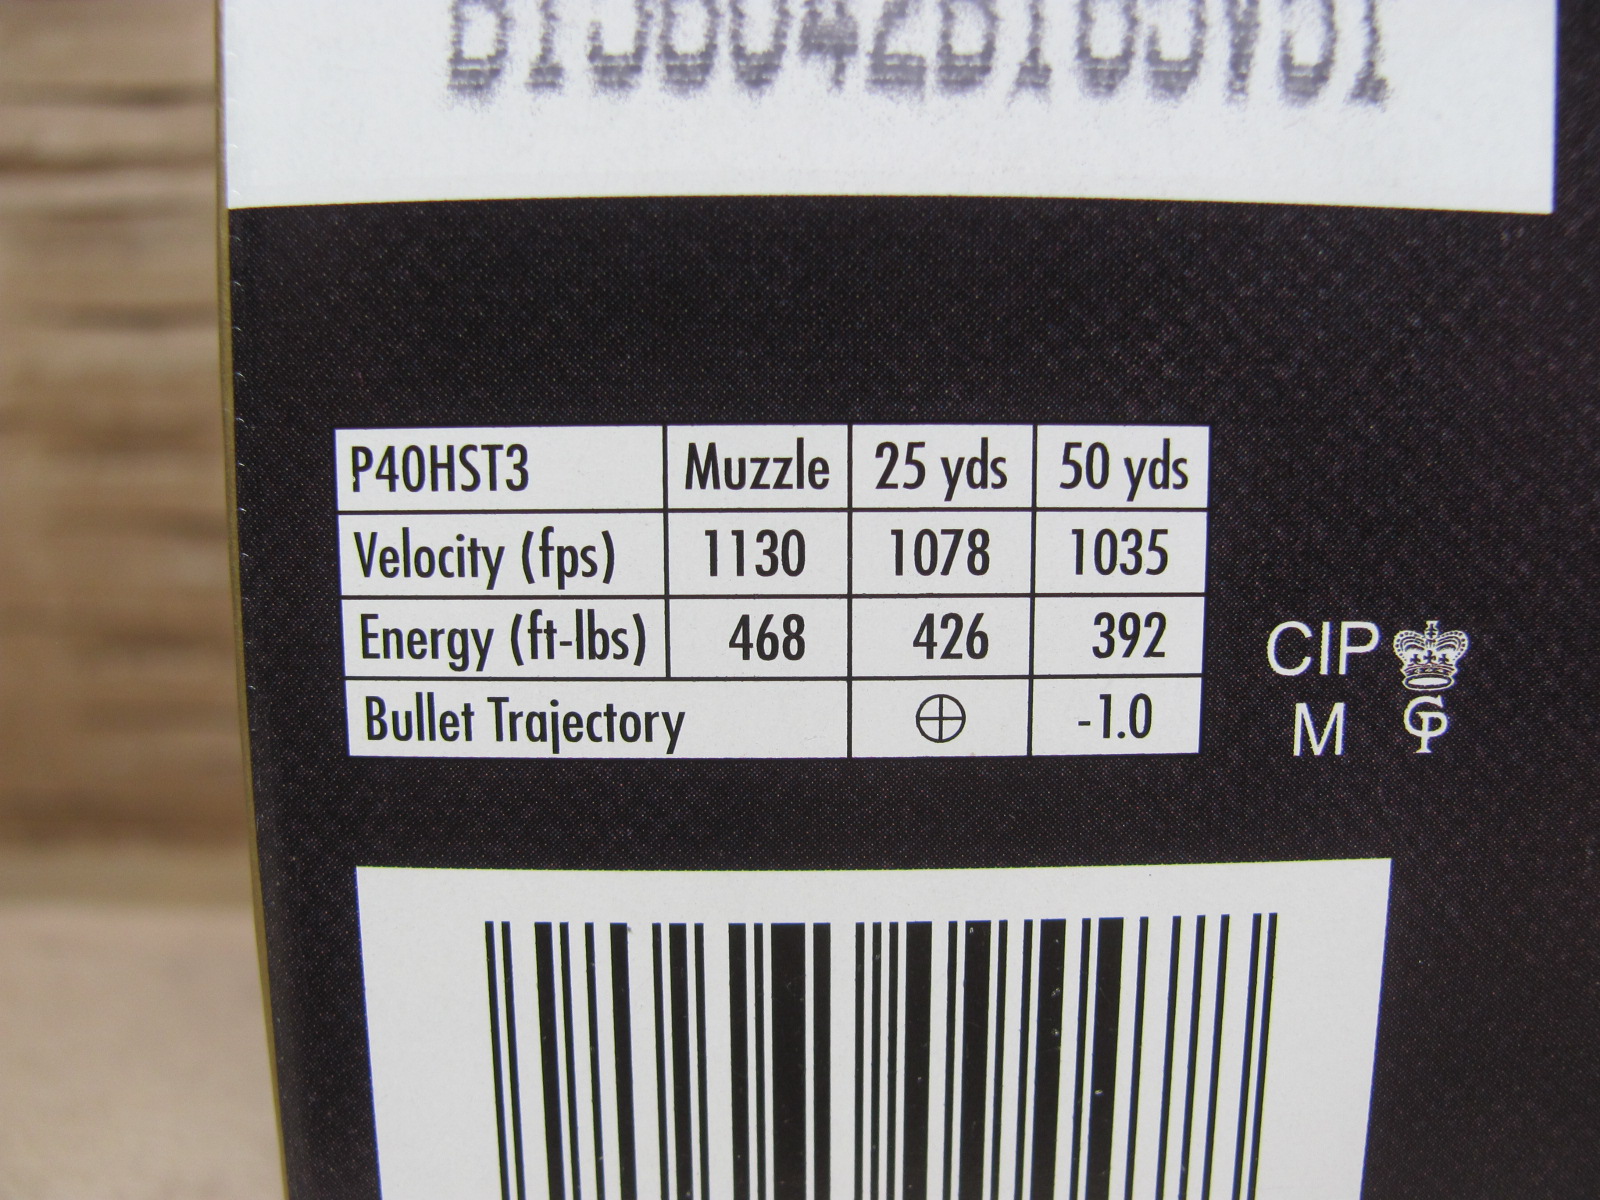 P40HST3 Muzzle 25 yds 50 yds
Velocity (fps) 1130 1078 1035
Energy (ft-lbs) 468 426 392
Bullet Trajectory ⊕ -1.0
CIP
M CP